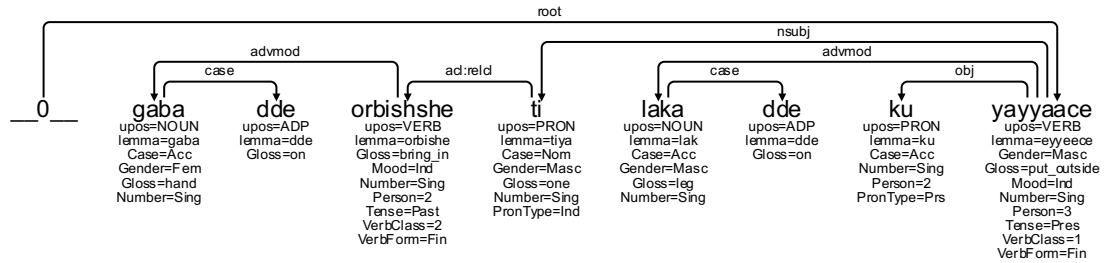 root
nsubj
advmod advmod
case acl:relcl case obj
__0__ gaba dde orbishshe ti laka dde ku yayyaace
upos=NOUN upos=ADP upos=VERB upos=PRON upos=NOUN upos=ADP upos=PRON upos=VERB
lemma=gaba lemma=dde lemma=orbishe lemma=tiya lemma=lak lemma=dde lemma=ku lemma=eyyeece
Case=Acc Gloss=on Gloss=bring_in Case=Nom Case=Acc Gloss=on Case=Acc Gender=Masc
Gender=Fem Mood=Ind Gender=Masc Gender=Masc Number=Sing Gloss=put_outside
Gloss=hand Number=Sing Gloss=one Gloss=leg Person=2 Mood=Ind
Number=Sing Person=2 Number=Sing Number=Sing PronType=Prs Number=Sing
Tense=Past PronType=Ind Person=3
VerbClass=2 Tense=Pres
VerbForm=Fin VerbClass=1
VerbForm=Fin